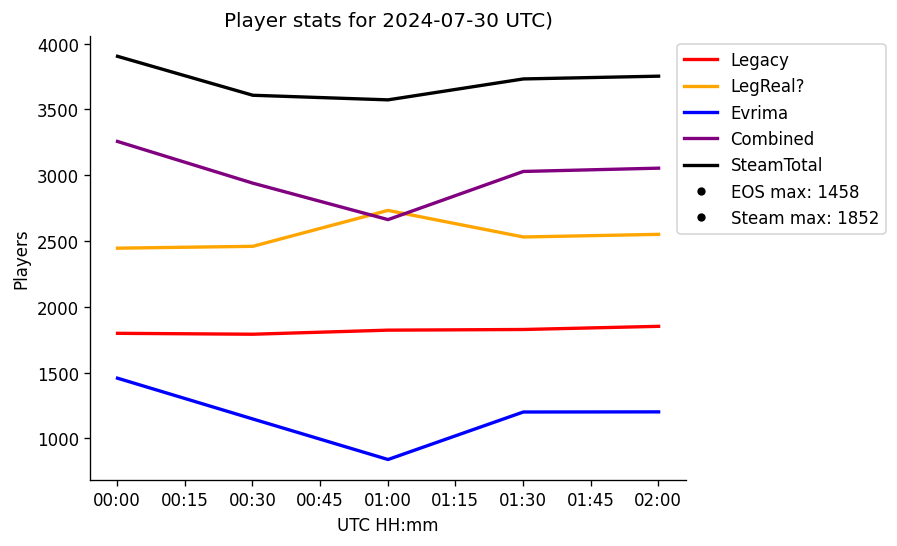 Player stats for 2024-07-30 UTC)
4000
3500
3000
2500
2000
1500
1000
Players
00:00 00:15 00:30 00:45 01:00 01:15 01:30 01:45 02:00
UTC HH:mm
Legacy
LegReal?
Evrima
Combined
SteamTotal
EOS max: 1458
Steam max: 1852